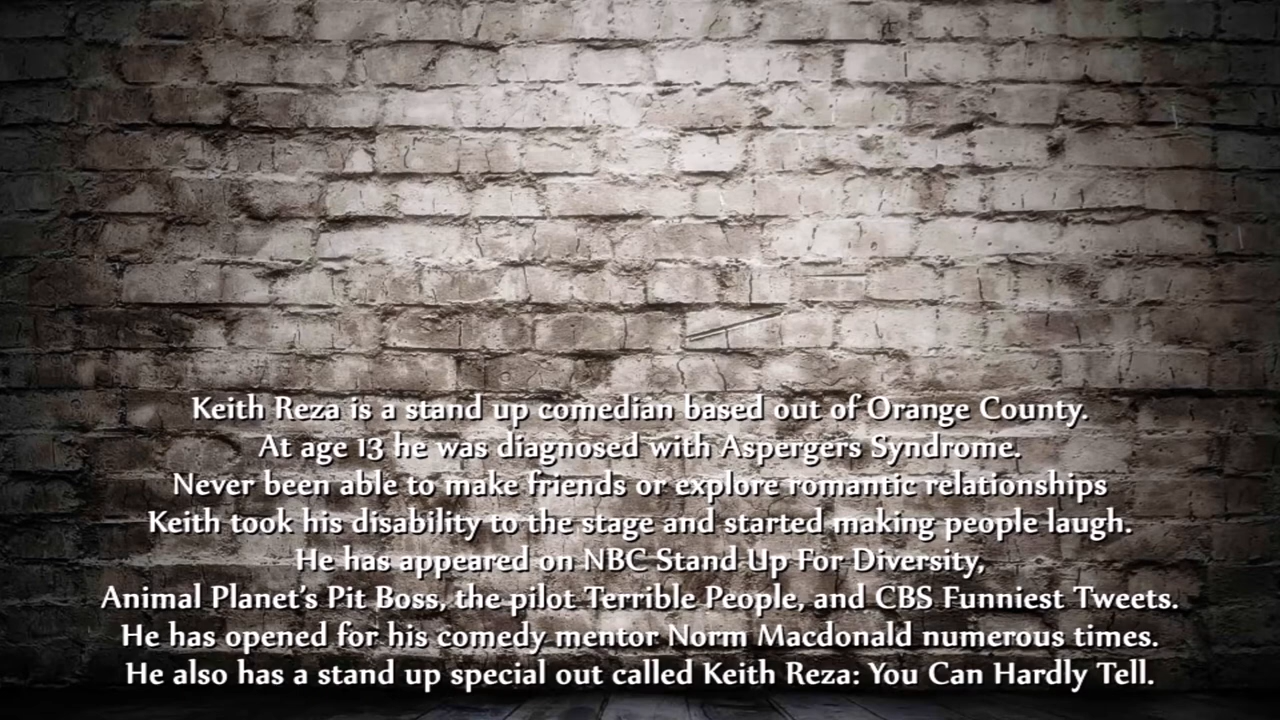 Keith Reza is a stand up comedian based out of Orange County.
At age 13 he was diagnosed with Aspergers Syndrome.
Never been able to make friends or explore romantic relationships
Keith took his disability to the stage and started making people laugh.
He has appeared on NBC Stand Up For Diversity,
Animal Planet's Pit Boss, the pilot Terrible People, and CBS Funniest Tweets.
He has opened for his comedy mentor Norm Macdonald numerous times.
He also has a stand up special out called Keith Reza: You Can Hardly Tell.